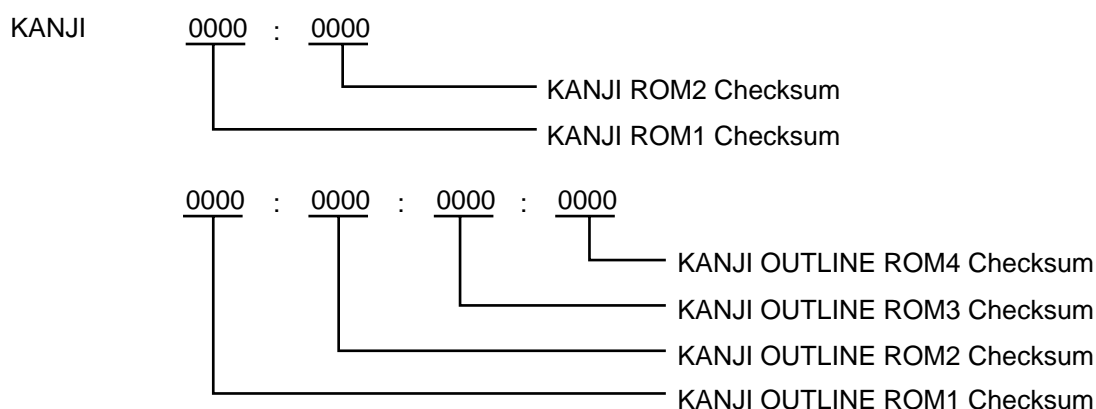 KANJI 0000 : 0000
KANJI ROM2 Checksum
KANJI ROM1 Checksum
0000 : 0000 : 0000 : 0000
KANJI OUTLINE ROM4 Checksum
KANJI OUTLINE ROM3 Checksum
KANJI OUTLINE ROM2 Checksum
KANJI OUTLINE ROM1 Checksum